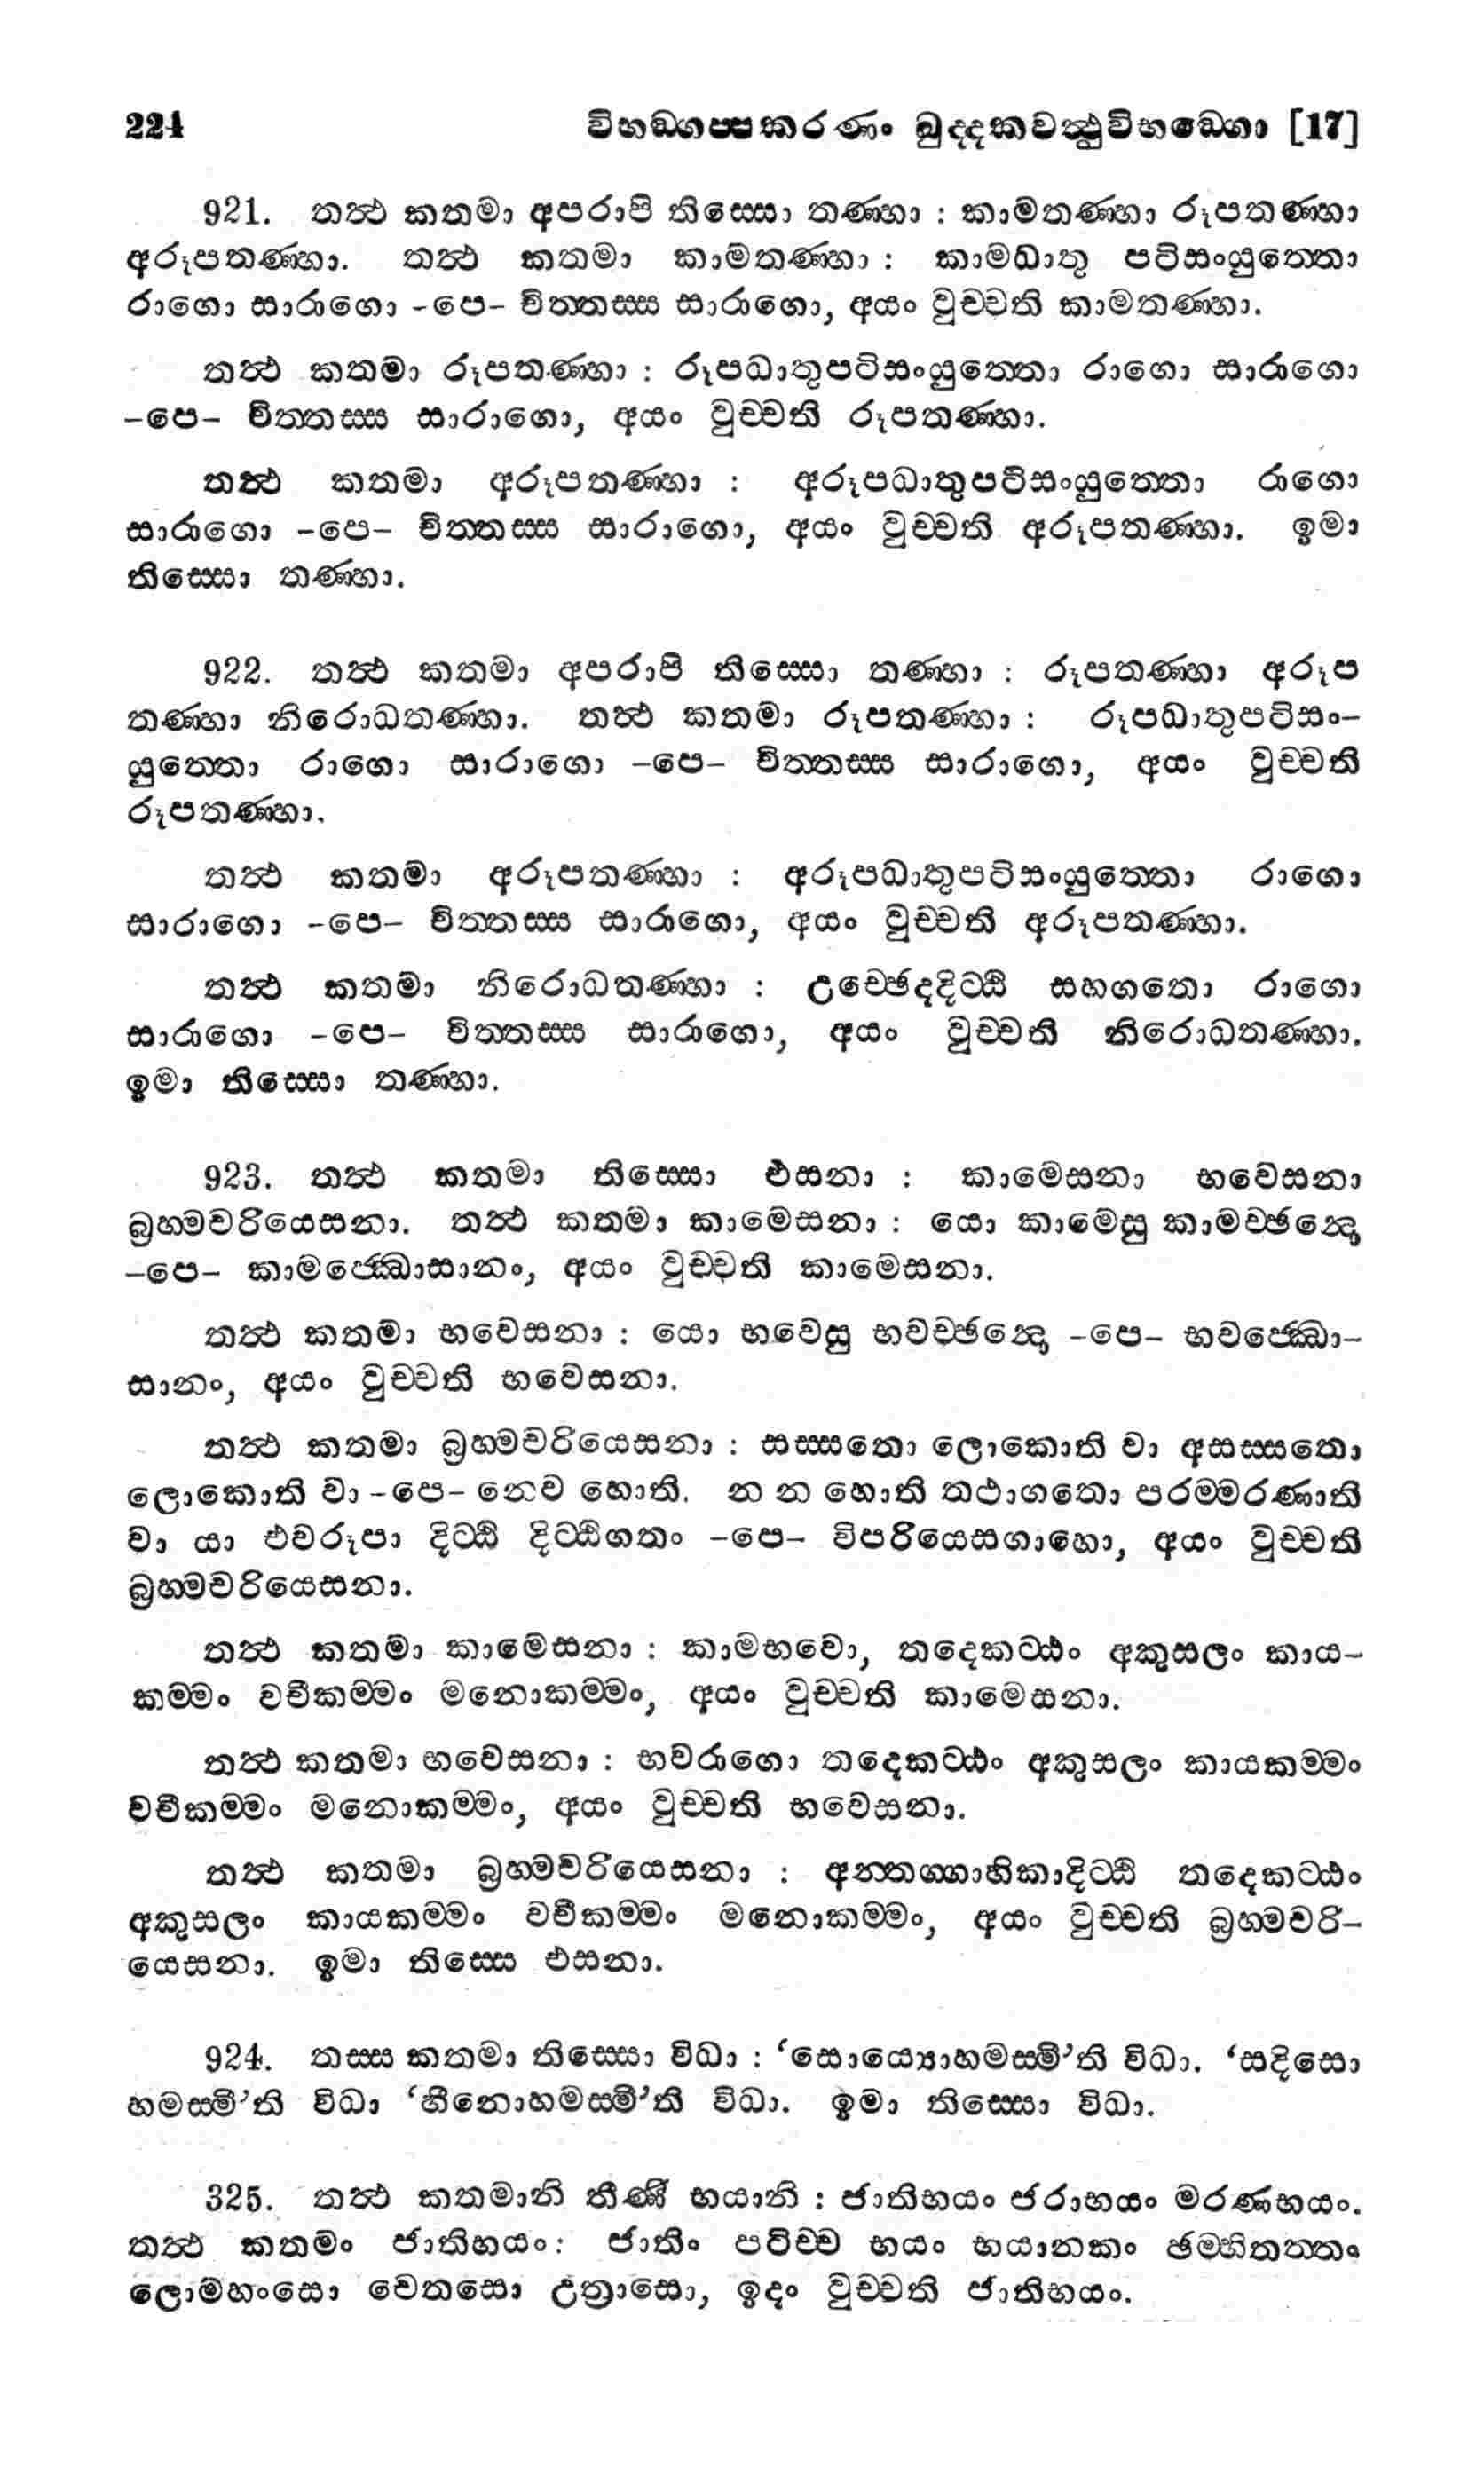 224 විභඞ්ගප්පකරණං ඛුද්දකවත්ථුවිභඞ්ගො [17]
921. තත්ථ කතමා අපරාපි තිස්සො තණ්හා : කාමතණ්හා රූපතණ්හා
අරූපතණ්හා. තත්ථ කතමා කාමතණ්හා : කාමධාතු පටිසංයුත්තො
රාගො සාරාගො -පෙ- චිත්තස්ස සාරාගො, අයං වුච්චති කාමතණ්හා.
තත්ථ කතමා රූපතණ්හා : රූපධාතුපටිසංයුත්තො රාගො සාරාගො
-පෙ- චිත්තස්ස සාරාගො, අයං වුච්චති රූපතණ්හා.
තත්ථ කතමා අරූපතණ්හා : අරූපධාතුපටිසංයුත්තො රාගො
සාරාගො -පෙ- චිත්තස්ස සාරාගො, අයං වුච්චති අරූපතණ්හා. ඉමා
තිස්සො තණ්හා.
922. තත්ථ කතමා අපරාපි තිස්සො තණ්හා : රූපතණ්හා අරූප
තණ්හා නිරොධතණ්හා. තත්ථ කතමා රූපතණ්හා : රූපධාතුපටිසං-
යුත්තො රාගො සාරාගො -පෙ- චිත්තස්ස සාරාගො, අයං වුච්චති
රූපතණ්හා.
තත්ථ කතමා අරූපතණ්හා : අරූපධාතුපටිසංයුත්තො රාගො
සාරාගො -පෙ- චිත්තස්ස සාරාගො, අයං වුච්චති අරූපතණ්හා.
තත්ථ කතමා නිරොධතණ්හා : උච්ඡෙදදිට්ඨි සහගතො රාගො
සාරාගො -පෙ- චිත්තස්ස සාරාගො, අයං වුච්චති නිරොධතණ්හා.
ඉමා තිස්සො තණ්හා.
923. තත්ථ කතමා තිස්සො එසනා : කාමෙසනා භවෙසනා
බ්‍රහ්මචරියෙසනා. තත්ථ කතමා කාමෙසනා : යො කාමෙසු කාමච්ඡන්දො
-පෙ- කාමජ්ඣොසානං, අයං වුච්චති කාමෙසනා.
තත්ථ කතමා භවෙසනා : යො භවෙසු භවච්ඡන්දො -පෙ- භවජ්ඣො-
සානං, අයං වුච්චති භවෙසනා.
තත්ථ කතමා බ්‍රහ්මචරියෙසනා : සස්සතො ලොකොති වා අසස්සතො
ලොකොති වා -පෙ- නෙව හොති. න න හොති තථාගතො පරම්මරණාති
වා යා එවරූපා දිට්ඨි දිට්ඨිගතං -පෙ- විපරියෙසගාහො, අයං වුච්චති
බ්‍රහ්මචරියෙසනා.
තත්ථ කතමා කාමෙසනා : කාමභවො, තදෙකට්ඨං අකුසලං කාය-
කම්මං වචීකම්මං මනොකම්මං, අයං වුච්චති කාමෙසනා.
තත්ථ කතමා භවෙසනා : භවරාගො තදෙකට්ඨං අකුසලං කායකම්මං
වචීකම්මං මනොකම්මං, අයං වුච්චති භවෙසනා.
තත්ථ කතමා බ්‍රහ්මචරියෙසනා : අන්තග්ගාහිකාදිට්ඨි තදෙකට්ඨං
අකුසලං කායකම්මං වචීකම්මං මනොකම්මං, අයං වුච්චති බ්‍රහ්මචරි-
යෙසනා. ඉමා තිස්සෙ එසනා.
924. තස්ස කතමා තිස්සො විධා : ‘සොය්‍යොහමස්මී’ති විධා. ‘සදිසො
හමස්මී’ති විධා ‘හීනොහමස්මී’ති විධා. ඉමා තිස්සො විධා.
325. තත්ථ කතමානි තීණි භයානි : ජාතිභයං ජරාභයං මරණභයං.
තත්ථ කතමං ජාතිභයං: ජාතිං පටිච්ච භයං භයානකං ඡම්භිතත්තං
ලොමහංසො චෙතසො උත්‍රාසො, ඉදං වුච්චති ජාතිභයං.